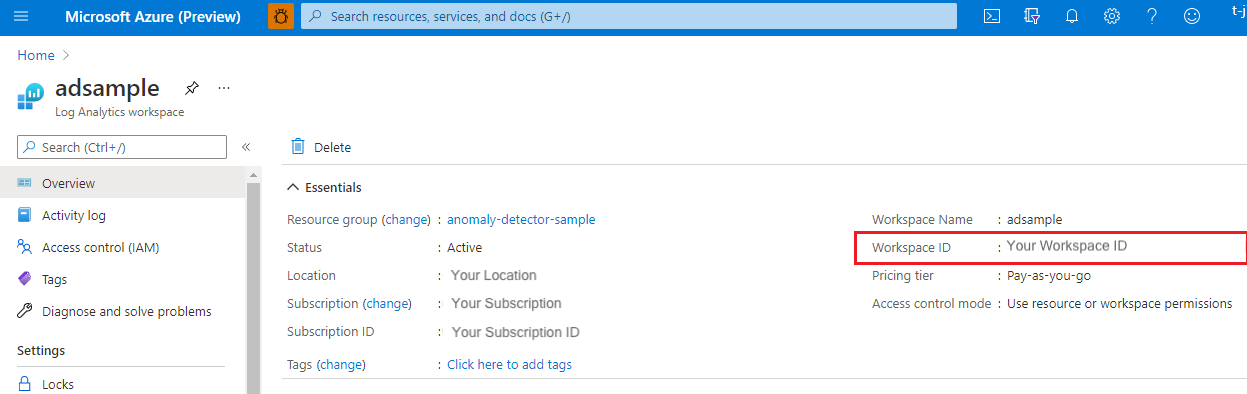 Microsoft Azure (Preview)
Search resources, services, and docs (G+/)
t-j
Home
adsample
Log Analytics workspace
Search (Ctrl+/)
Overview
Activity log
Access control (IAM)
Tags
Diagnose and solve problems
Settings
Locks
Delete
Essentials
Resource group (change) : anomaly-detector-sample
Status : Active
Location : Your Location
Subscription (change) : Your Subscription
Subscription ID : Your Subscription ID
Tags (change) : Click here to add tags
Workspace Name : adsample
Workspace ID : Your Workspace ID
Pricing tier : Pay-as-you-go
Access control mode : Use resource or workspace permissions